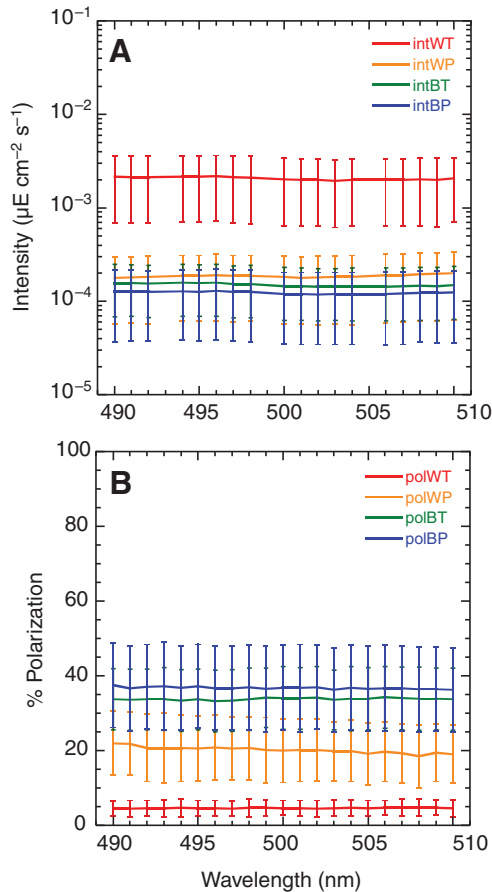 A
intWT
intWP
intBT
intBP
Intensity (µE cm⁻² s⁻¹)
10⁻¹
10⁻²
10⁻³
10⁻⁴
10⁻⁵
490 495 500 505 510
B
polWT
polWP
polBT
polBP
% Polarization
100
80
60
40
20
0
490 495 500 505 510
Wavelength (nm)